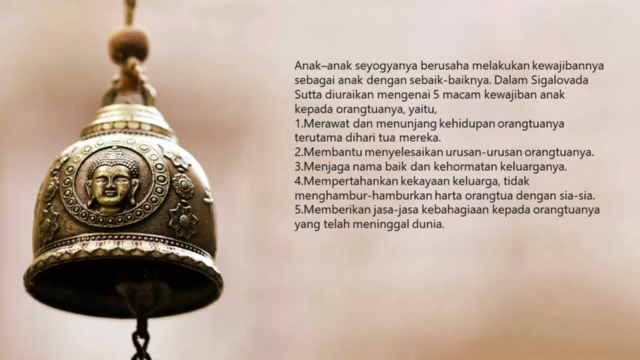 Anak–anak seyogyanya berusaha melakukan kewajibannya
sebagai anak dengan sebaik-baiknya. Dalam Sigalovada
Sutta diuraikan mengenai 5 macam kewajiban anak
kepada orangtuanya, yaitu,
1.Merawat dan menunjang kehidupan orangtuanya
terutama dihari tua mereka.
2.Membantu menyelesaikan urusan-urusan orangtuanya.
3.Menjaga nama baik dan kehormatan keluarganya.
4.Mempertahankan kekayaan keluarga, tidak
menghambur-hamburkan harta orangtua dengan sia-sia.
5.Memberikan jasa-jasa kebahagiaan kepada orangtuanya
yang telah meninggal dunia.